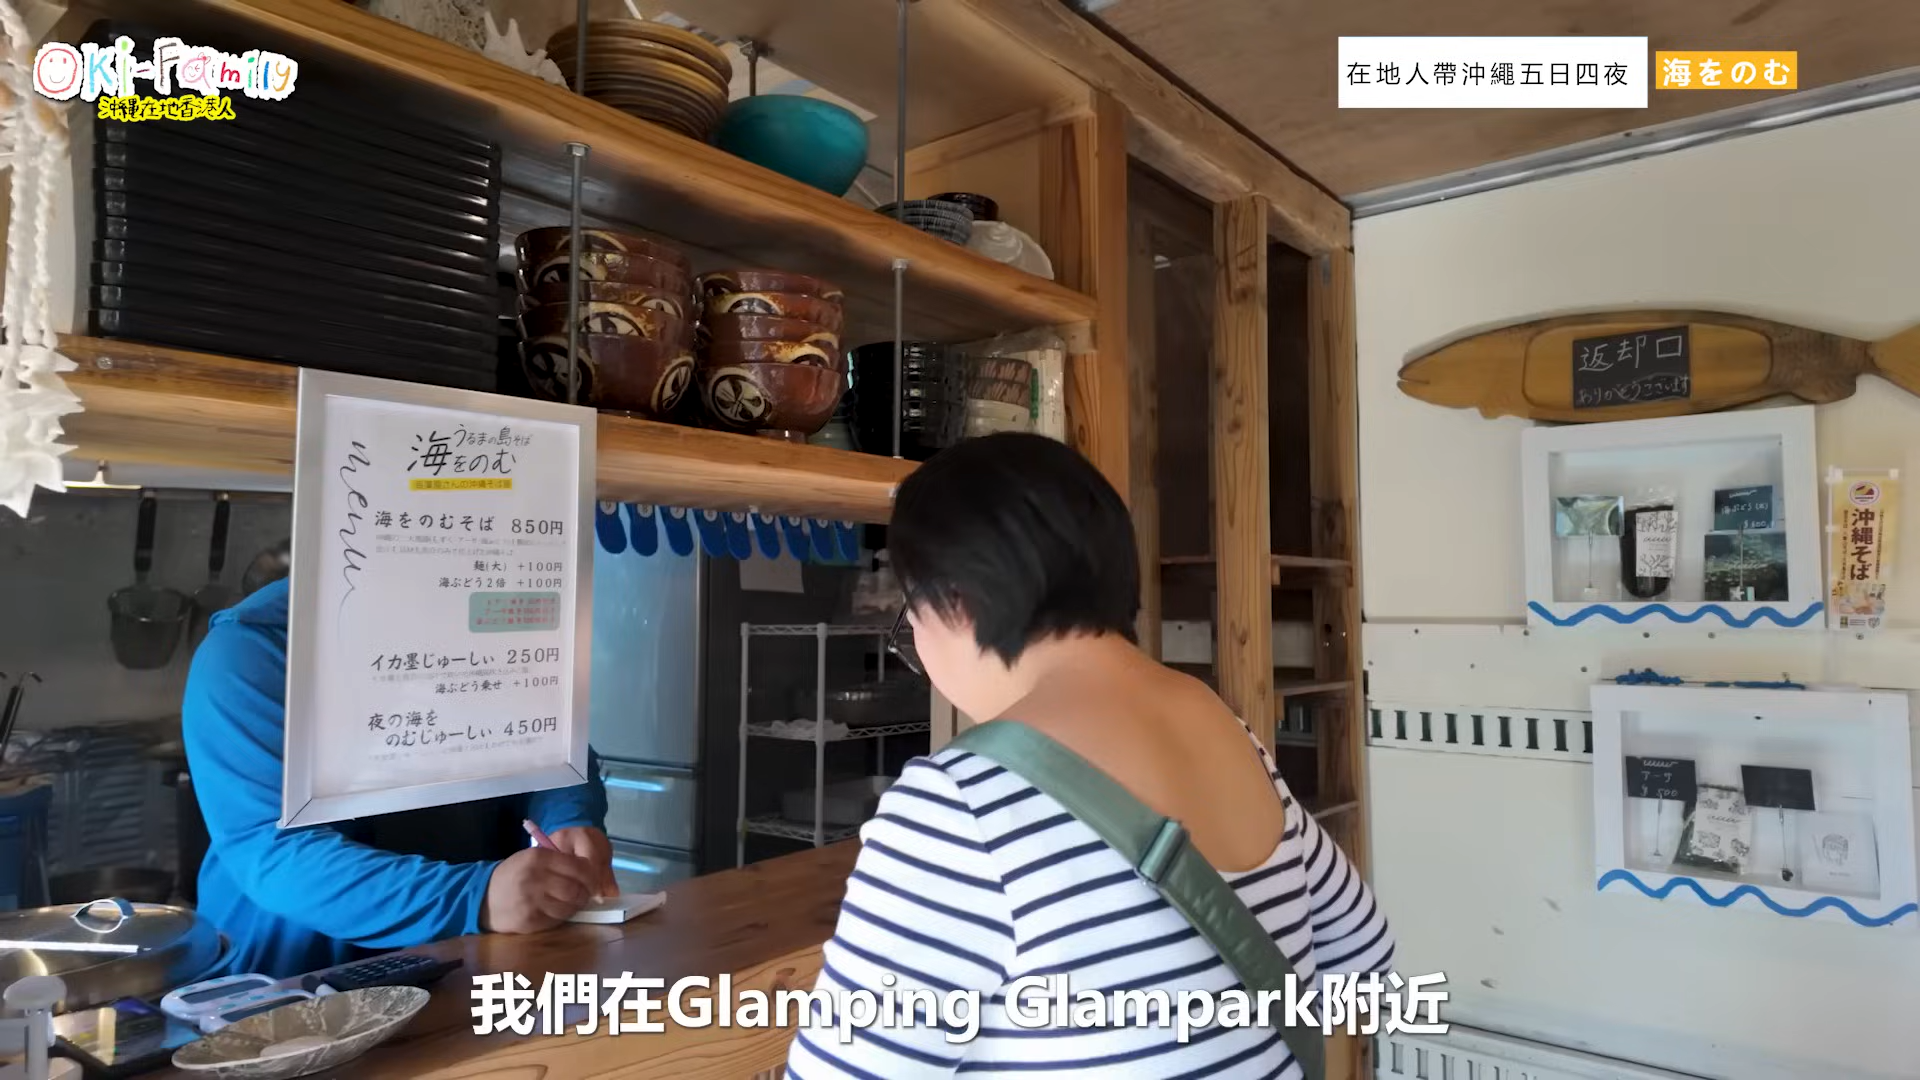 OKi-Family
沖繩在地香港人
在地人帶沖繩五日四夜
海をのむ
menu
うるまの島そば
海をのむ
海をのむそば 850円
麺(大) +100円
海ぶどう2倍 +100円
イカ墨じゅーしぃ 250円
海ぶどう乗せ +100円
夜の海を
のむじゅーしぃ 450円
返却口
ありがとうございます
沖縄そば
アーサ
¥500
我們在Glamping Glampark附近